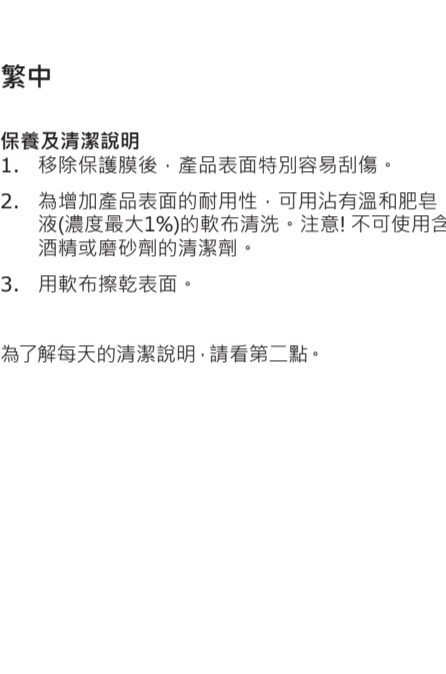 繁中
保養及清潔說明
1. 移除保護膜後，產品表面特別容易刮傷。
2. 為增加產品表面的耐用性，可用沾有溫和肥皂
液(濃度最大1%)的軟布清洗。注意! 不可使用含
酒精或磨砂劑的清潔劑。
3. 用軟布擦乾表面。
為了解每天的清潔說明，請看第二點。